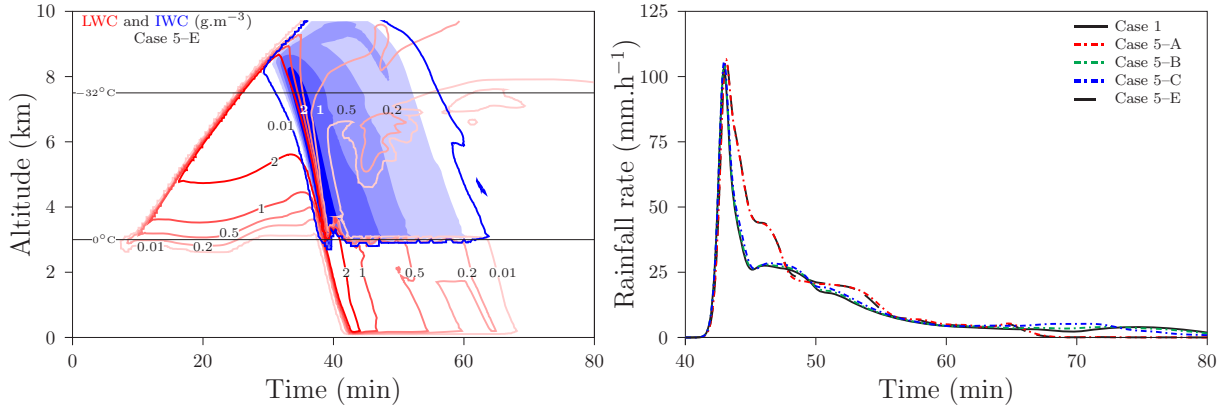 LWC and IWC (g.m−3)
Case 5–E
10
8
6
4
2
0
Altitude (km)
−32°C
0°C
0.01
2
1
0.5
0.2
2
1
0.5
0.2
0.01
2
1
0.5
0.2
0.01
0
20
40
60
80
Time (min)
125
100
75
50
25
0
Rainfall rate (mm.h−1)
Case 1
Case 5–A
Case 5–B
Case 5–C
Case 5–E
40
50
60
70
80
Time (min)